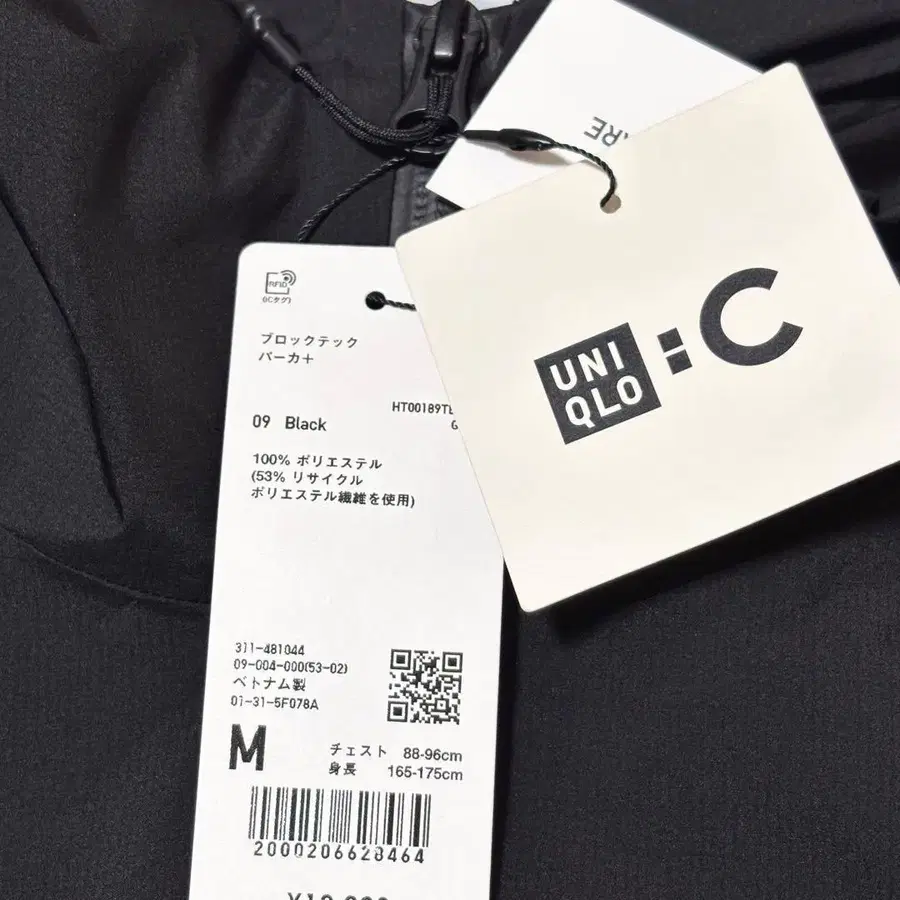 RFID
(ICタグ)
ブロックテック
パーカ+
09 Black
100% ポリエステル
(53% リサイクル
ポリエステル繊維を使用)
311-481044
09-004-000(53-02)
ベトナム製
01-31-5F078A
M
チェスト 88-96cm
身長 165-175cm
2000206628464
UNI
QLO
:C